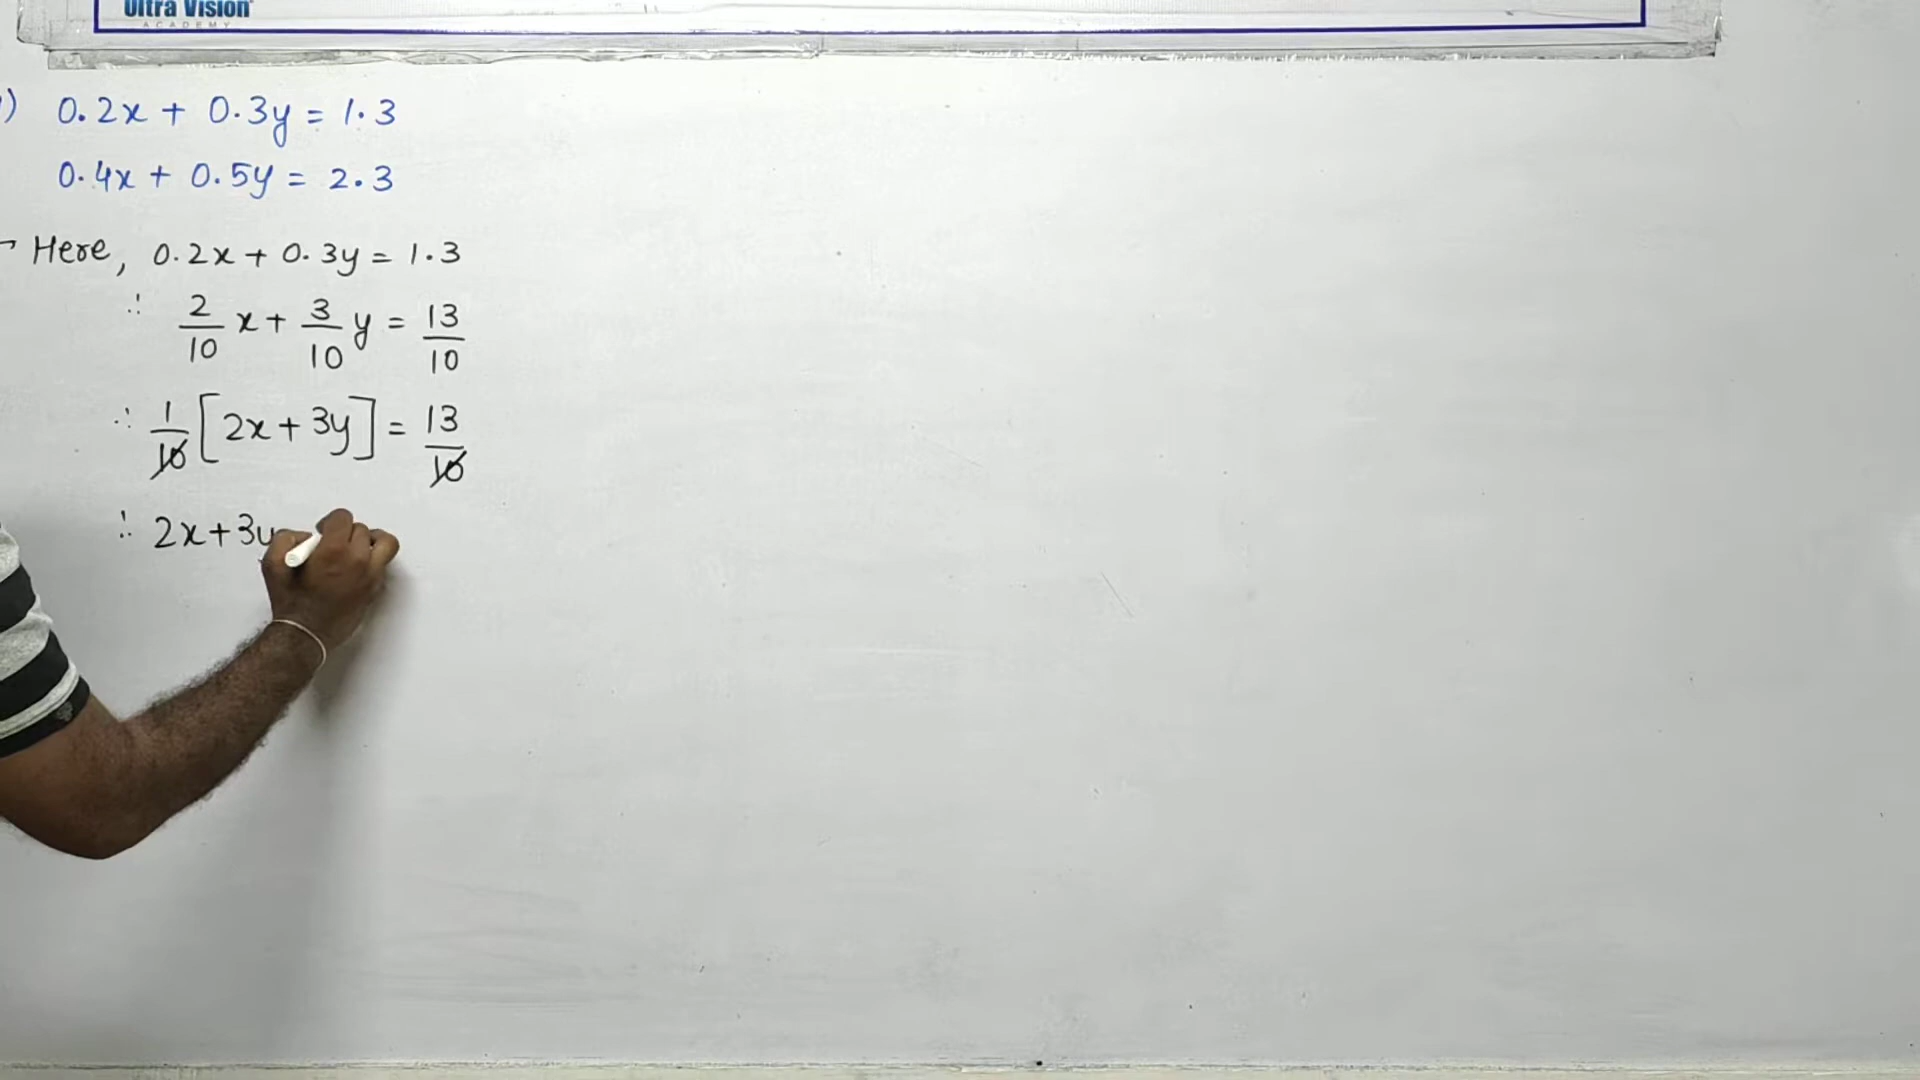 Ultra Vision
ACADEMY
) 0.2x + 0.3y = 1.3
0.4x + 0.5y = 2.3
Here, 0.2x + 0.3y = 1.3
∴ 2/10 x + 3/10 y = 13/10
∴ 1/10 [2x + 3y] = 13/10
∴ 2x+3y